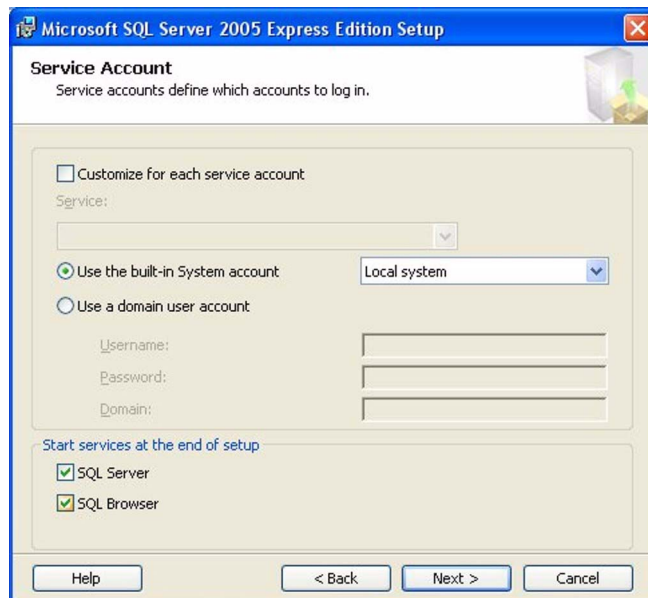 Microsoft SQL Server 2005 Express Edition Setup
Service Account
Service accounts define which accounts to log in.
Customize for each service account
Service:
Use the built-in System account
Local system
Use a domain user account
Username:
Password:
Domain:
Start services at the end of setup
SQL Server
SQL Browser
Help
< Back
Next >
Cancel